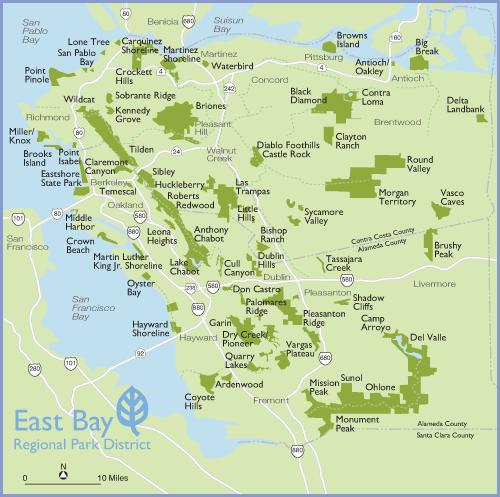 San
Pablo
Bay
Benicia
680
Suisun
Bay
160
Lone Tree
San Pablo
Bay
Carquinez
Shoreline
Martinez
Shoreline
Martinez
Browns
Island
Big
Break
Point
Pinole
Crockett
Hills
4
Waterbird
Pittsburg
4
Antioch/
Oakley
Antioch
Concord
242
Wildcat
Sobrante Ridge
Kennedy
Grove
Briones
Black
Diamond
Contra
Loma
Delta
Landbank
Richmond
80
Pleasant
Hill
Brentwood
Miller/
Knox
Clayton
Ranch
Brooks
Island
Point
Isabel
Tilden
24
Walnut
Creek
Diablo Foothills
Castle Rock
Round
Valley
Eastshore
State Park
Claremont
Canyon
Sibley
Berkeley
Temescal
Huckleberry
Roberts
Redwood
Las
Trampas
Morgan
Territory
Vasco
Caves
Oakland
Little
Hills
Sycamore
Valley
101
80
Middle
Harbor
580
Leona
Heights
Anthony
Chabot
Bishop
Ranch
Contra Costa County
Alameda County
San
Francisco
Crown
Beach
880
Brushy
Peak
Martin Luther
King Jr. Shoreline
Lake
Chabot
Cull
Canyon
Dublin
Hills
Tassajara
Creek
Dublin
580
Livermore
Oyster
Bay
238
580
Don Castro
Pleasanton
San
Francisco
Bay
880
Palomares
Ridge
Shadow
Cliffs
Pleasanton
Ridge
Camp
Arroyo
Hayward
Shoreline
Hayward
Garin
Dry Creek/
Pioneer
Del Valle
92
Vargas
Plateau
Quarry
Lakes
680
101
280
Ardenwood
Mission
Peak
Sunol
Ohlone
Coyote
Hills
Fremont
East Bay
Regional Park District
Monument
Peak
Alameda County
Santa Clara County
880
0
N
10 Miles